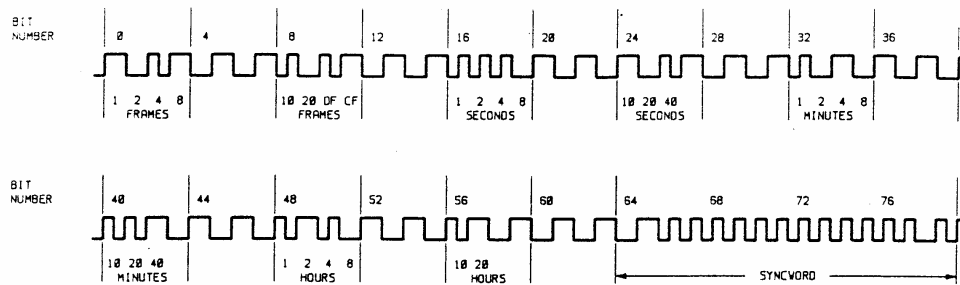 BIT
NUMBER 0 4 8 12 16 20 24 28 32 36
1 2 4 8 10 20 DF CF 1 2 4 8 10 20 40 1 2 4 8
FRAMES FRAMES SECONDS SECONDS MINUTES
BIT
NUMBER 40 44 48 52 56 60 64 68 72 76
10 20 40 1 2 4 8 10 20
MINUTES HOURS HOURS SYNCWORD